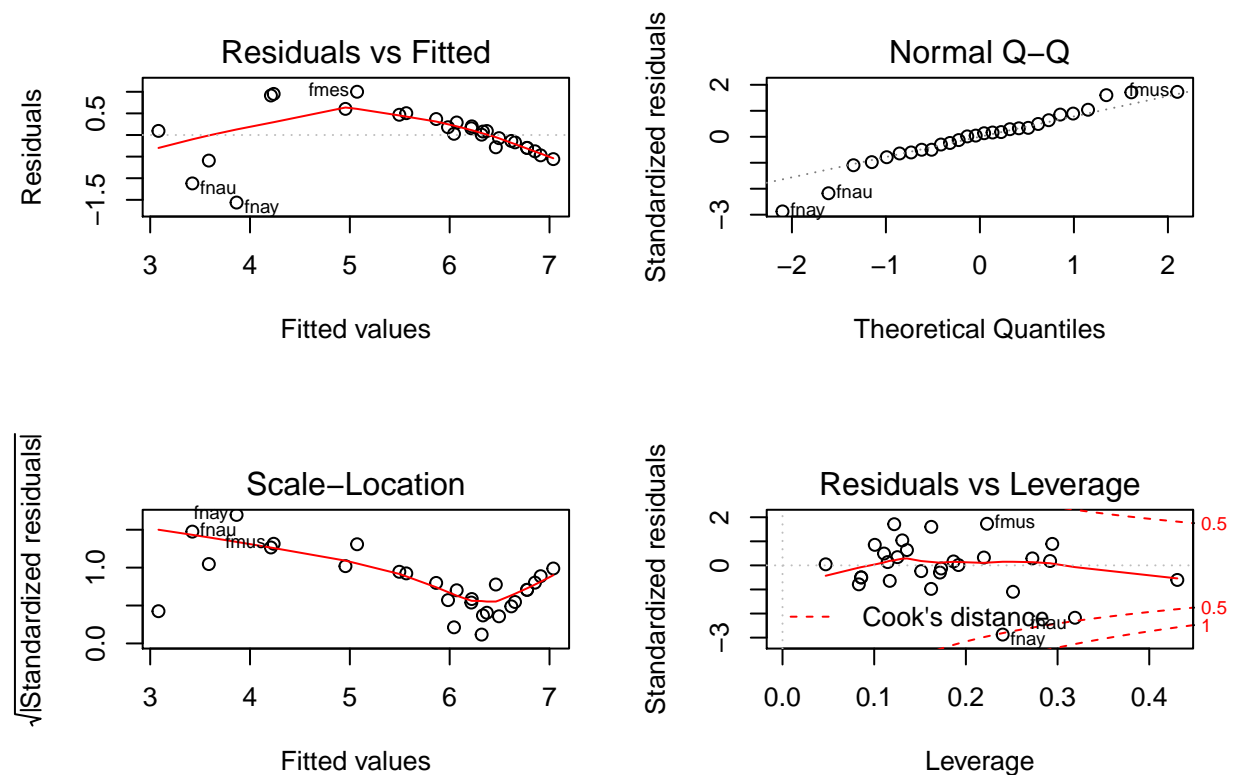 Residuals vs Fitted
Residuals
0.5
−1.5
fmes
fnau
fnay
3 4 5 6 7
Fitted values
Normal Q−Q
Standardized residuals
2
0
−3
fmus
fnau
fnay
−2 −1 0 1 2
Theoretical Quantiles
Scale−Location
√|Standardized residuals|
1.0
0.0
fnay
fnau
fmus
3 4 5 6 7
Fitted values
Residuals vs Leverage
Standardized residuals
2
0
−3
fmus
0.5
0.5
1
Cook's distance
fnau
fnay
0.0 0.1 0.2 0.3 0.4
Leverage